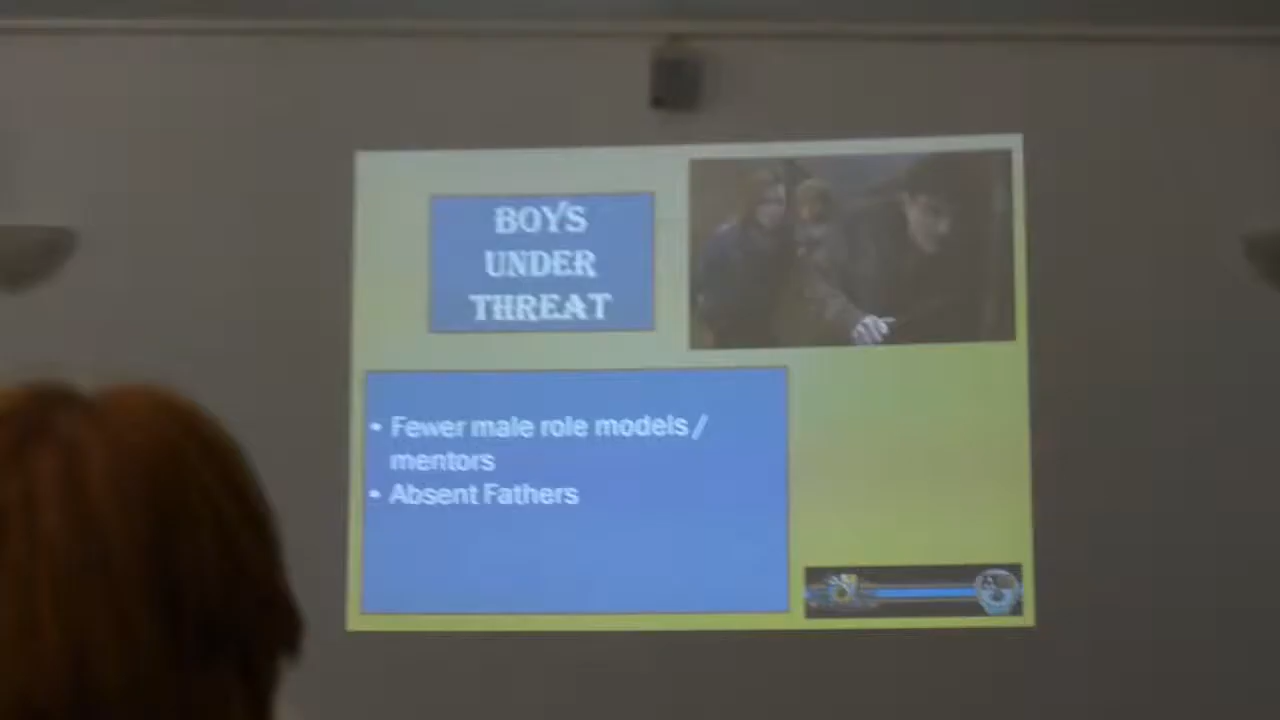 BOYS
UNDER
THREAT
• Fewer male role models /
mentors
• Absent Fathers